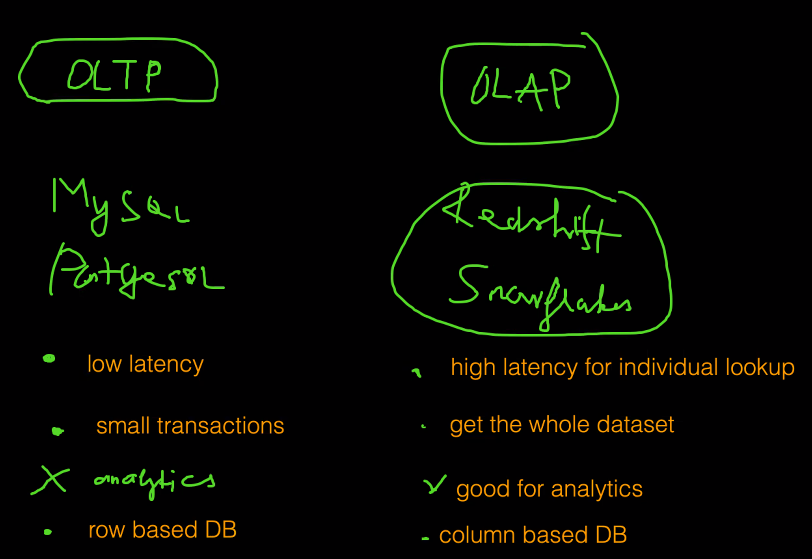 OLTP
OLAP
MySQL
PostgesQL
Redshift
Snowflakes
low latency
small transactions
X analytics
row based DB
high latency for individual lookup
get the whole dataset
✓ good for analytics
- column based DB